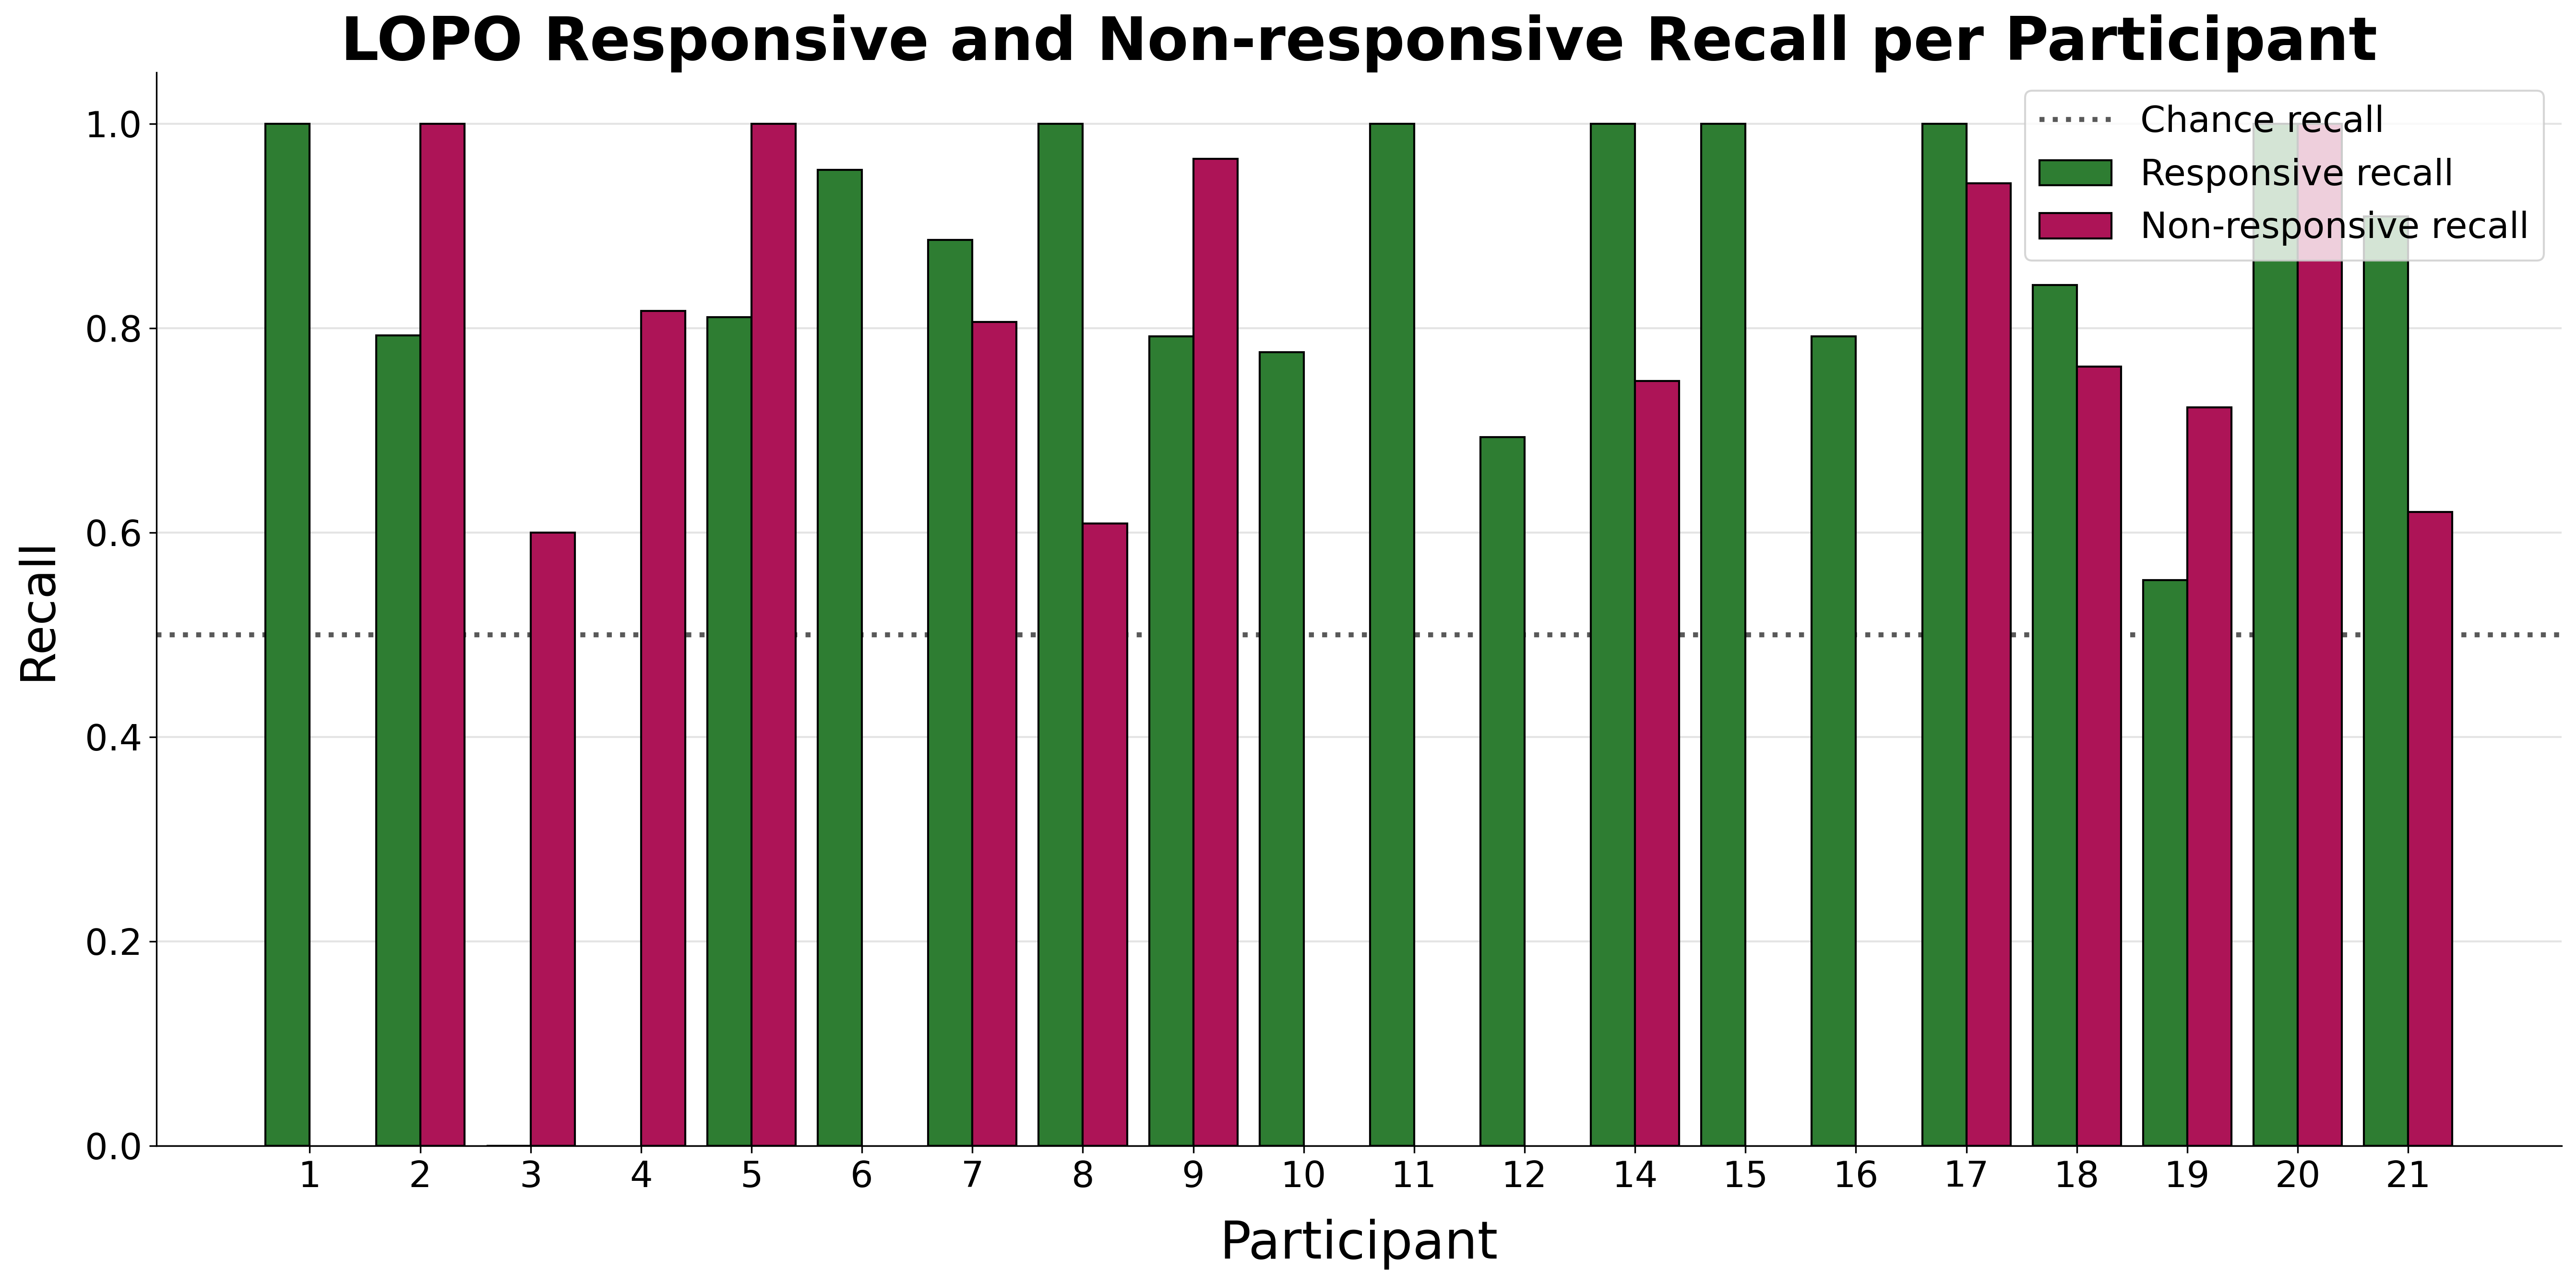 LOPO Responsive and Non-responsive Recall per Participant
Chance recall
Responsive recall
Non-responsive recall
1.0
0.8
0.6
0.4
0.2
0.0
Recall
1 2 3 4 5 6 7 8 9 10 11 12 14 15 16 17 18 19 20 21
Participant